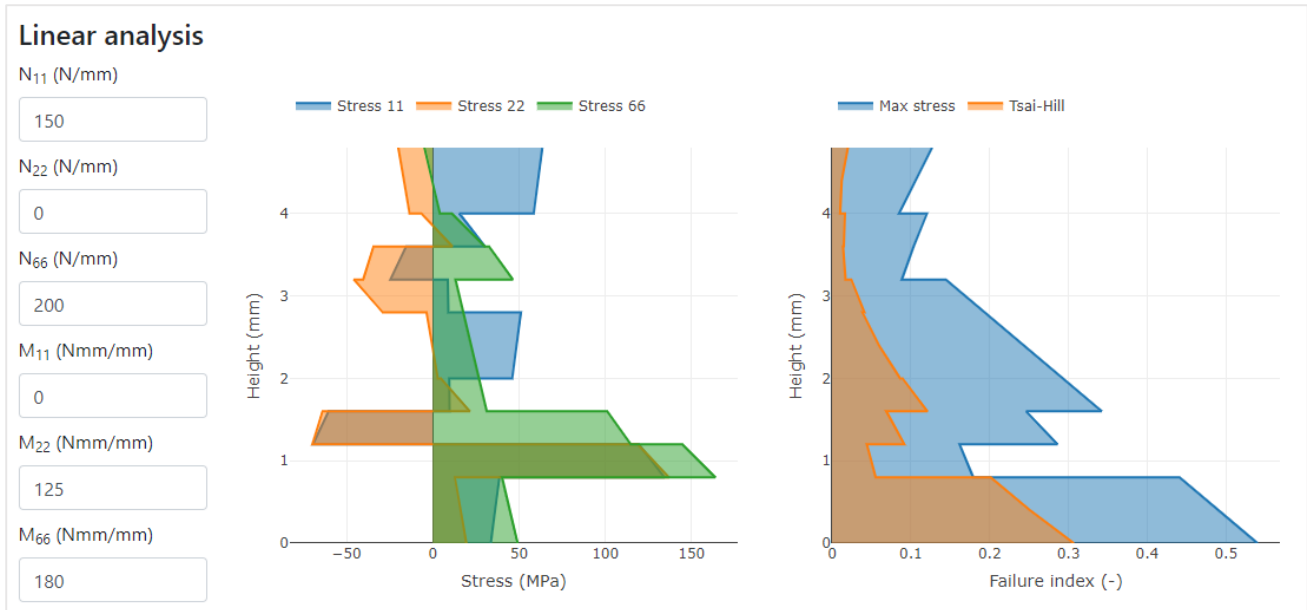 Linear analysis
N₁₁ (N/mm)
150
N₂₂ (N/mm)
0
N₆₆ (N/mm)
200
M₁₁ (Nmm/mm)
0
M₂₂ (Nmm/mm)
125
M₆₆ (Nmm/mm)
180
Stress 11 Stress 22 Stress 66
Height (mm)
4
3
2
1
0
−50 0 50 100 150
Stress (MPa)
Max stress Tsai-Hill
Height (mm)
4
3
2
1
0
0 0.1 0.2 0.3 0.4 0.5
Failure index (-)